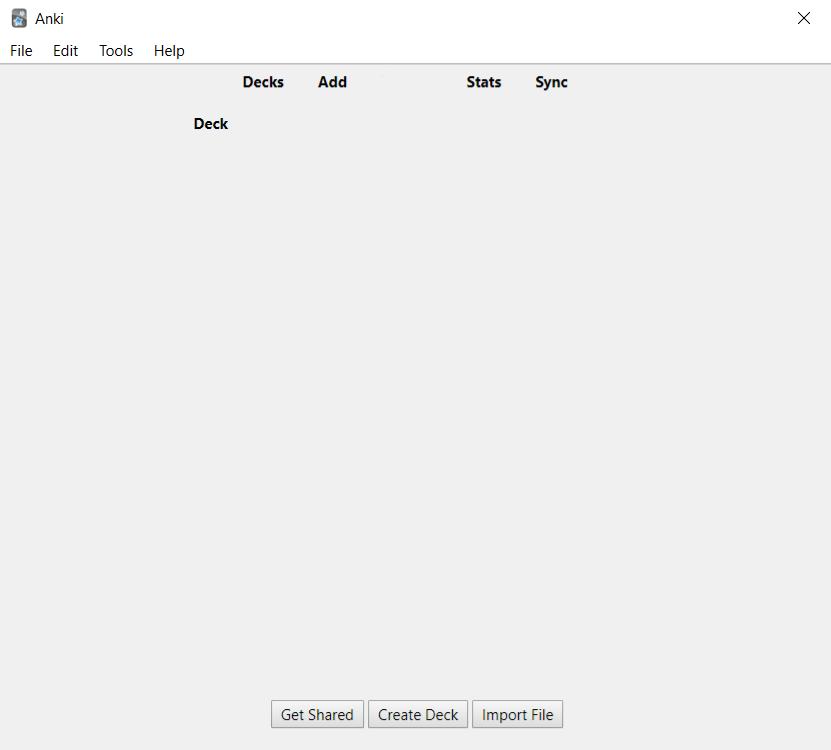 Anki
File Edit Tools Help
Decks Add Stats Sync
Deck
Get Shared Create Deck Import File